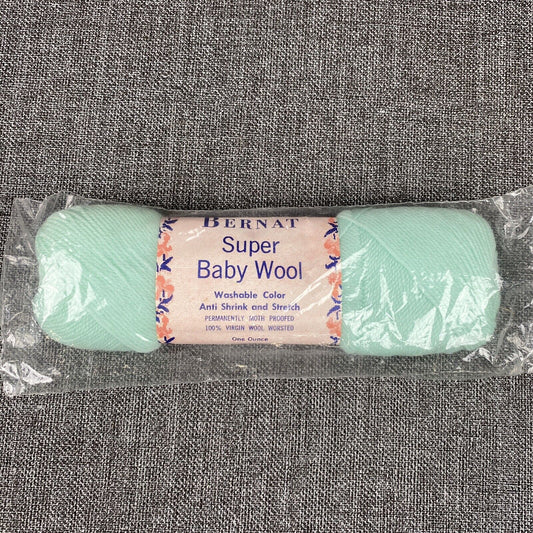 BERNAT
Super
Baby Wool
Washable Color
Anti Shrink and Stretch
PERMANENTLY MOTH PROOFED
100% VIRGIN WOOL WORSTED
One Ounce